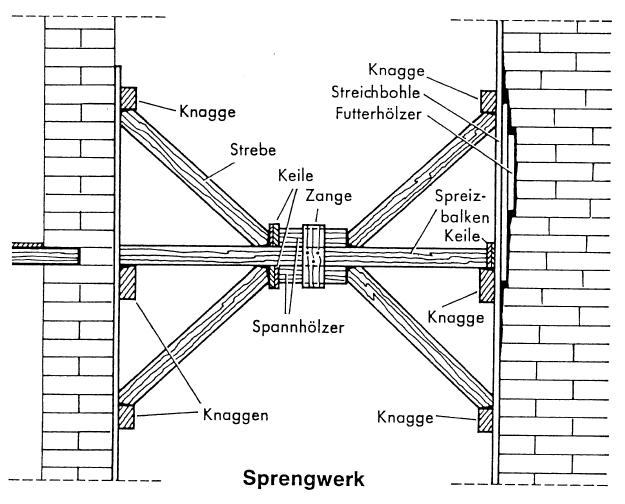 Knagge
Streichbohle
Futterhölzer
Knagge
Strebe
Keile
Zange
Spreiz-
balken
Keile
Spannhölzer
Knagge
Knaggen
Knagge
Sprengwerk